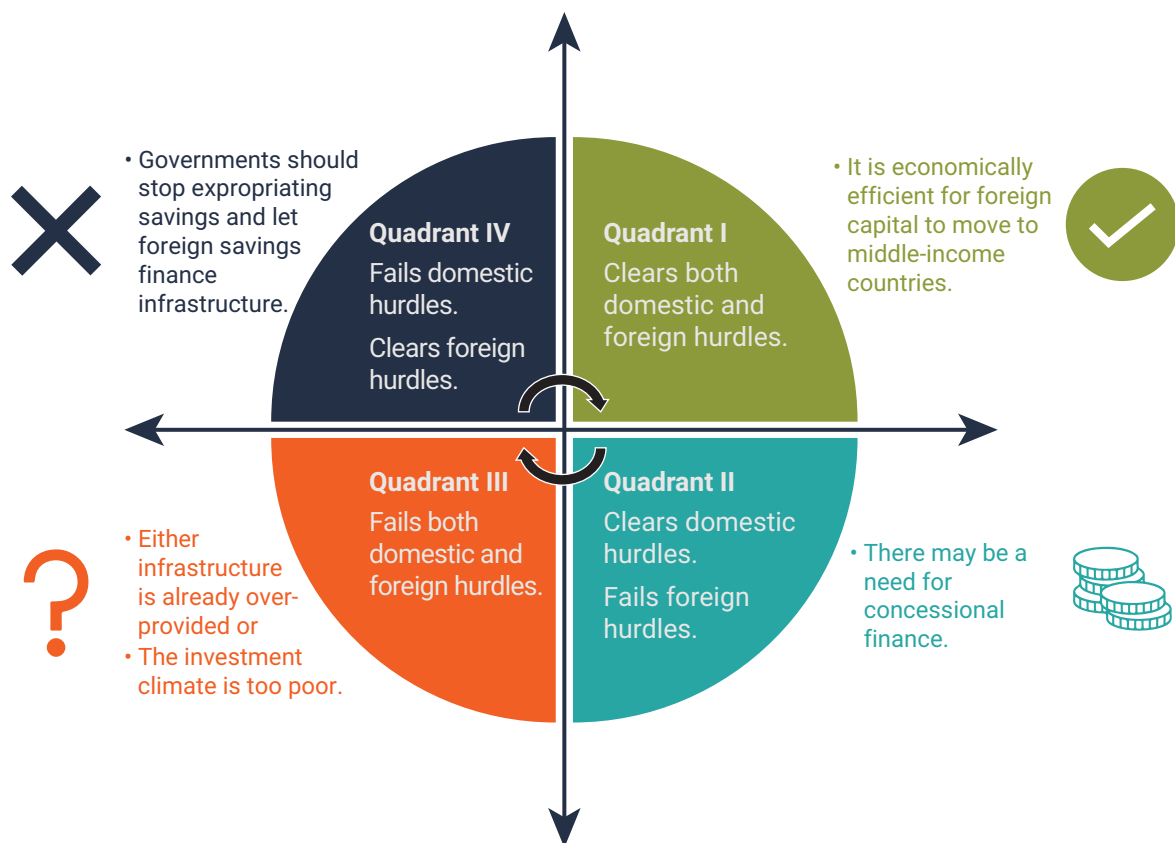 • Governments should
stop expropriating
savings and let
foreign savings
finance
infrastructure.
Quadrant IV
Fails domestic
hurdles.
Clears foreign
hurdles.
Quadrant I
Clears both
domestic and
foreign hurdles.
• It is economically
efficient for foreign
capital to move to
middle-income
countries.
• Either
infrastructure
is already over-
provided or
• The investment
climate is too poor.
Quadrant III
Fails both
domestic and
foreign hurdles.
Quadrant II
Clears domestic
hurdles.
Fails foreign
hurdles.
• There may be a
need for
concessional
finance.